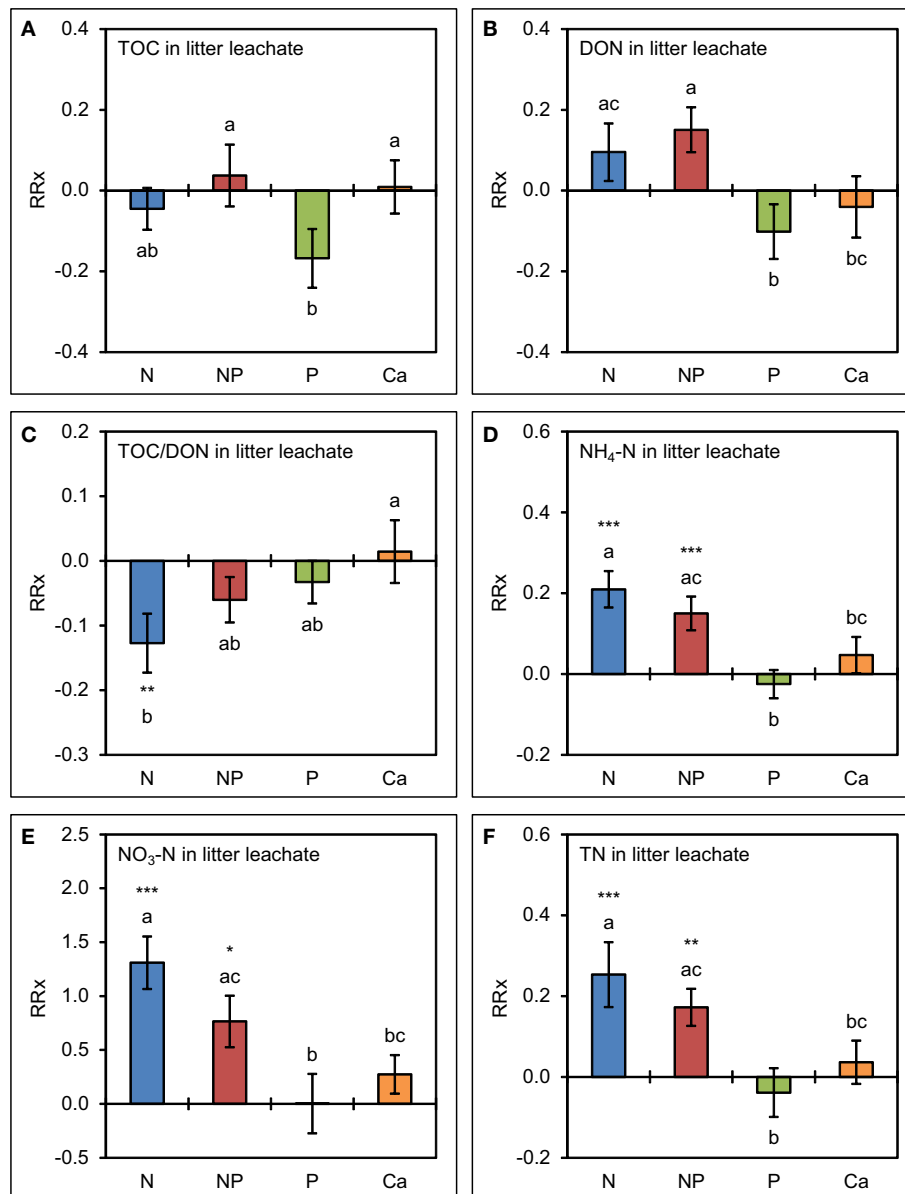 A
TOC in litter leachate
0.4
0.2
0.0
-0.2
-0.4
RRx
ab
a
b
a
N NP P Ca
B
DON in litter leachate
0.4
0.2
0.0
-0.2
-0.4
RRx
ac
a
b
bc
N NP P Ca
C
TOC/DON in litter leachate
0.2
0.1
0.0
-0.1
-0.2
-0.3
RRx
**
b
ab
ab
a
N NP P Ca
D
NH₄-N in litter leachate
0.6
0.4
0.2
0.0
-0.2
RRx
***
a
***
ac
b
bc
N NP P Ca
E
NO₃-N in litter leachate
2.5
2.0
1.5
1.0
0.5
0.0
-0.5
RRx
***
a
*
ac
b
bc
N NP P Ca
F
TN in litter leachate
0.6
0.4
0.2
0.0
-0.2
RRx
***
a
**
ac
b
bc
N NP P Ca